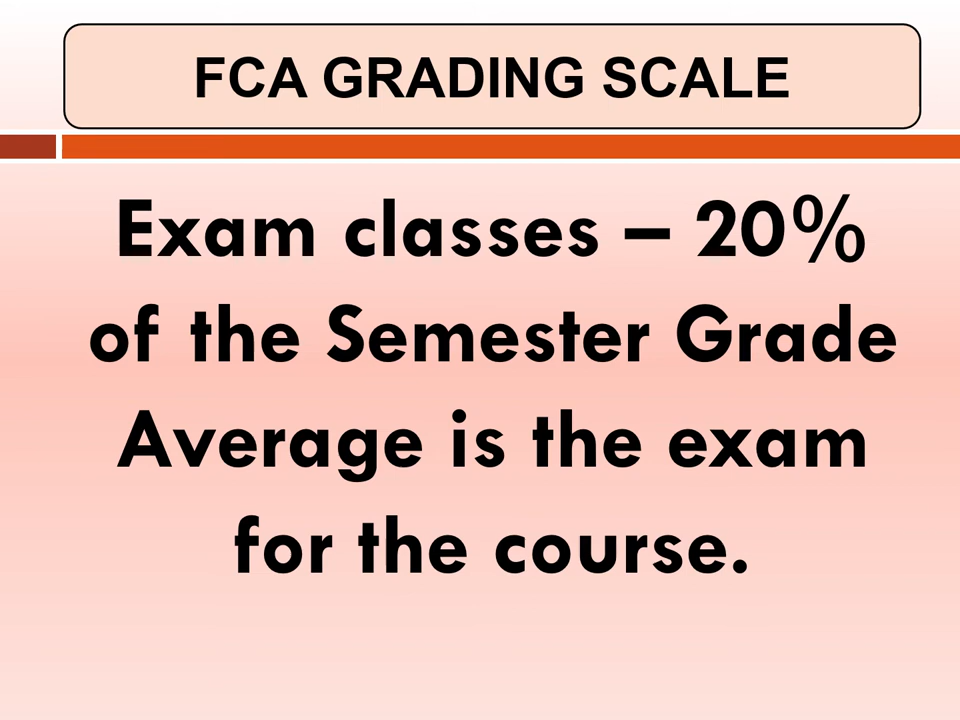 FCA GRADING SCALE
Exam classes – 20%
of the Semester Grade
Average is the exam
for the course.